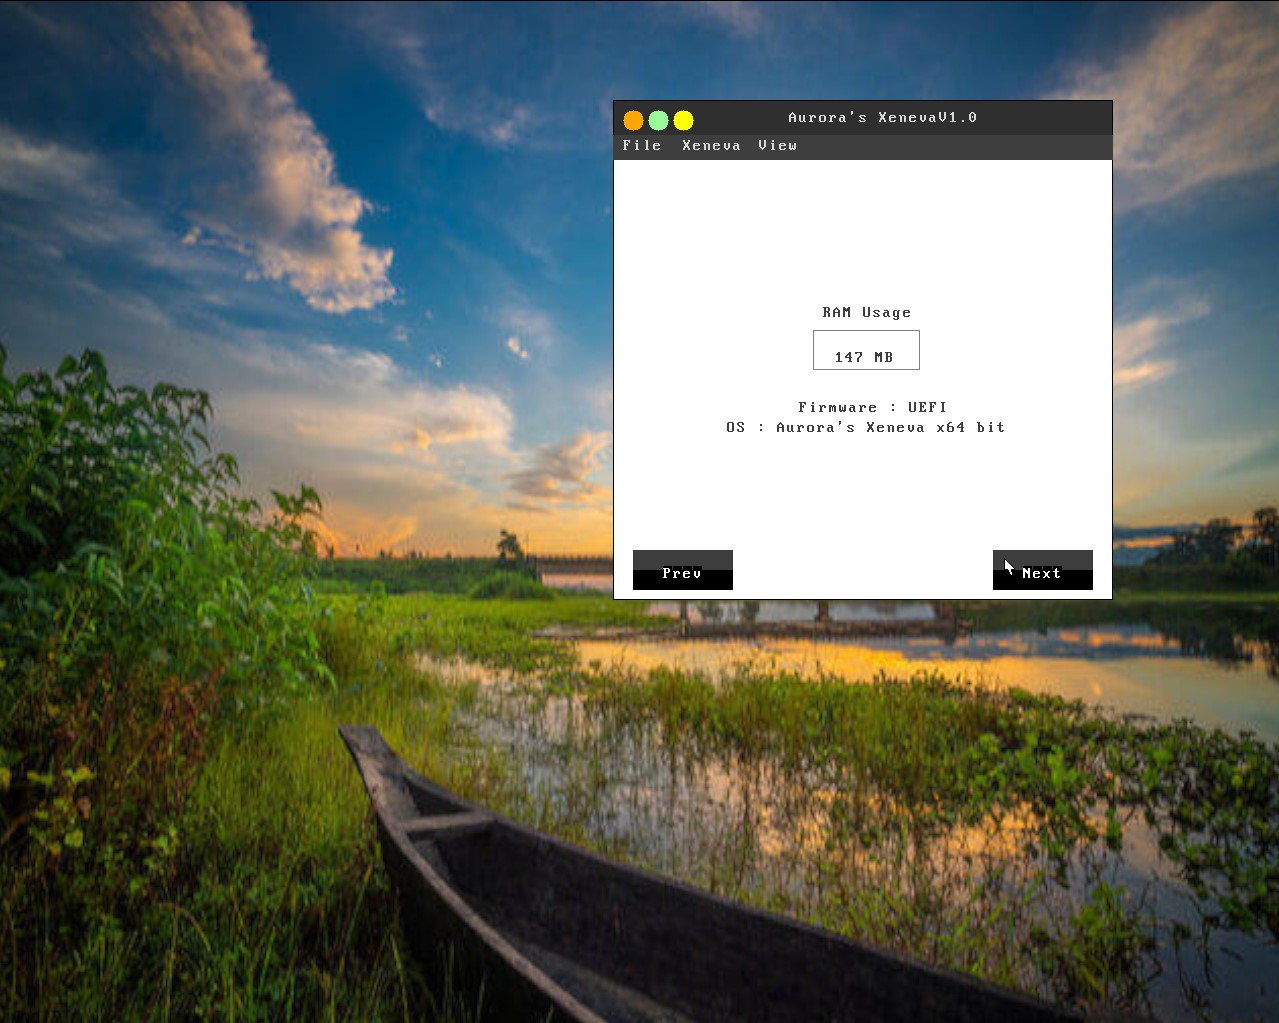 Aurora's XenevaV1.0
File Xeneva View
RAM Usage
147 MB
Firmware : UEFI
OS : Aurora's Xeneva x64 bit
Prev Next